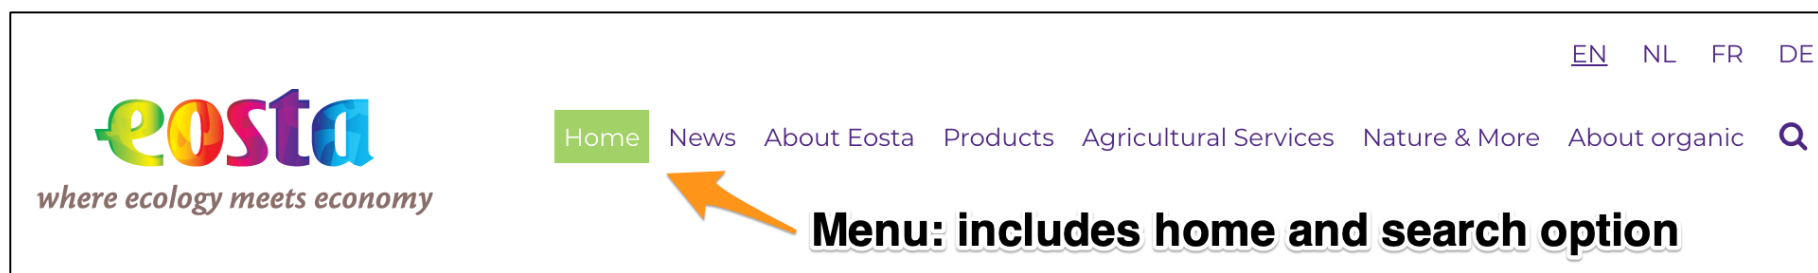 EN NL FR DE
eosta
where ecology meets economy
Home News About Eosta Products Agricultural Services Nature & More About organic
Menu: includes home and search option